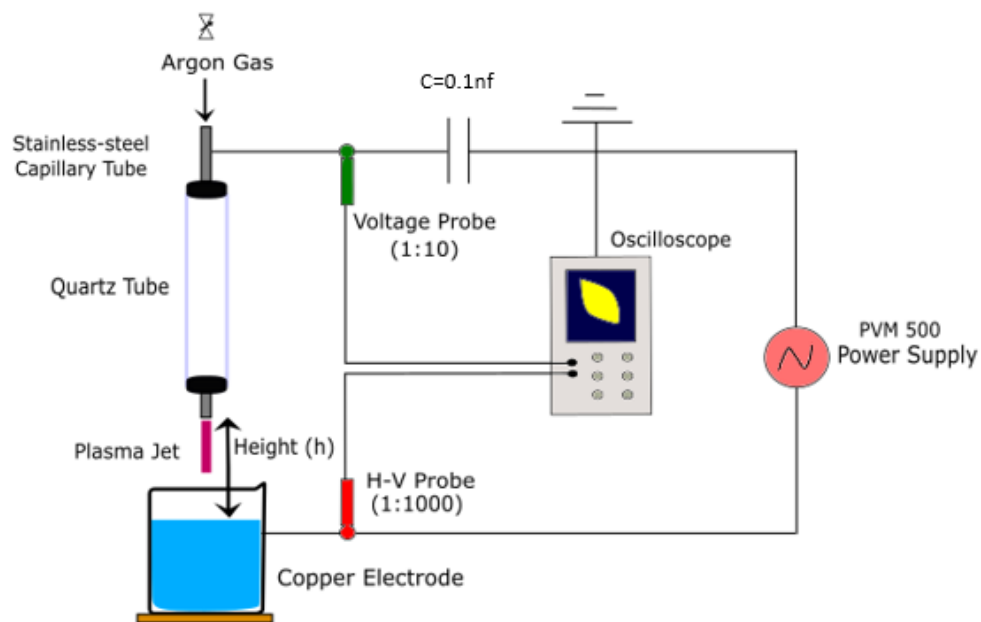 Argon Gas
C=0.1nf
Stainless-steel
Capillary Tube
Voltage Probe
(1:10)
Oscilloscope
Quartz Tube
PVM 500
Power Supply
Plasma Jet
Height (h)
H-V Probe
(1:1000)
Copper Electrode